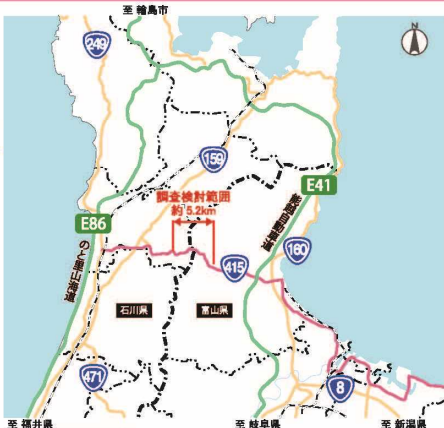 至 輪島市
249
N
159
調査検討範囲
約 5.2km
E41
能越自動車道
E86
のと里山海道
160
415
石川県
富山県
471
8
至 福井県
至 岐阜県
至 新潟県